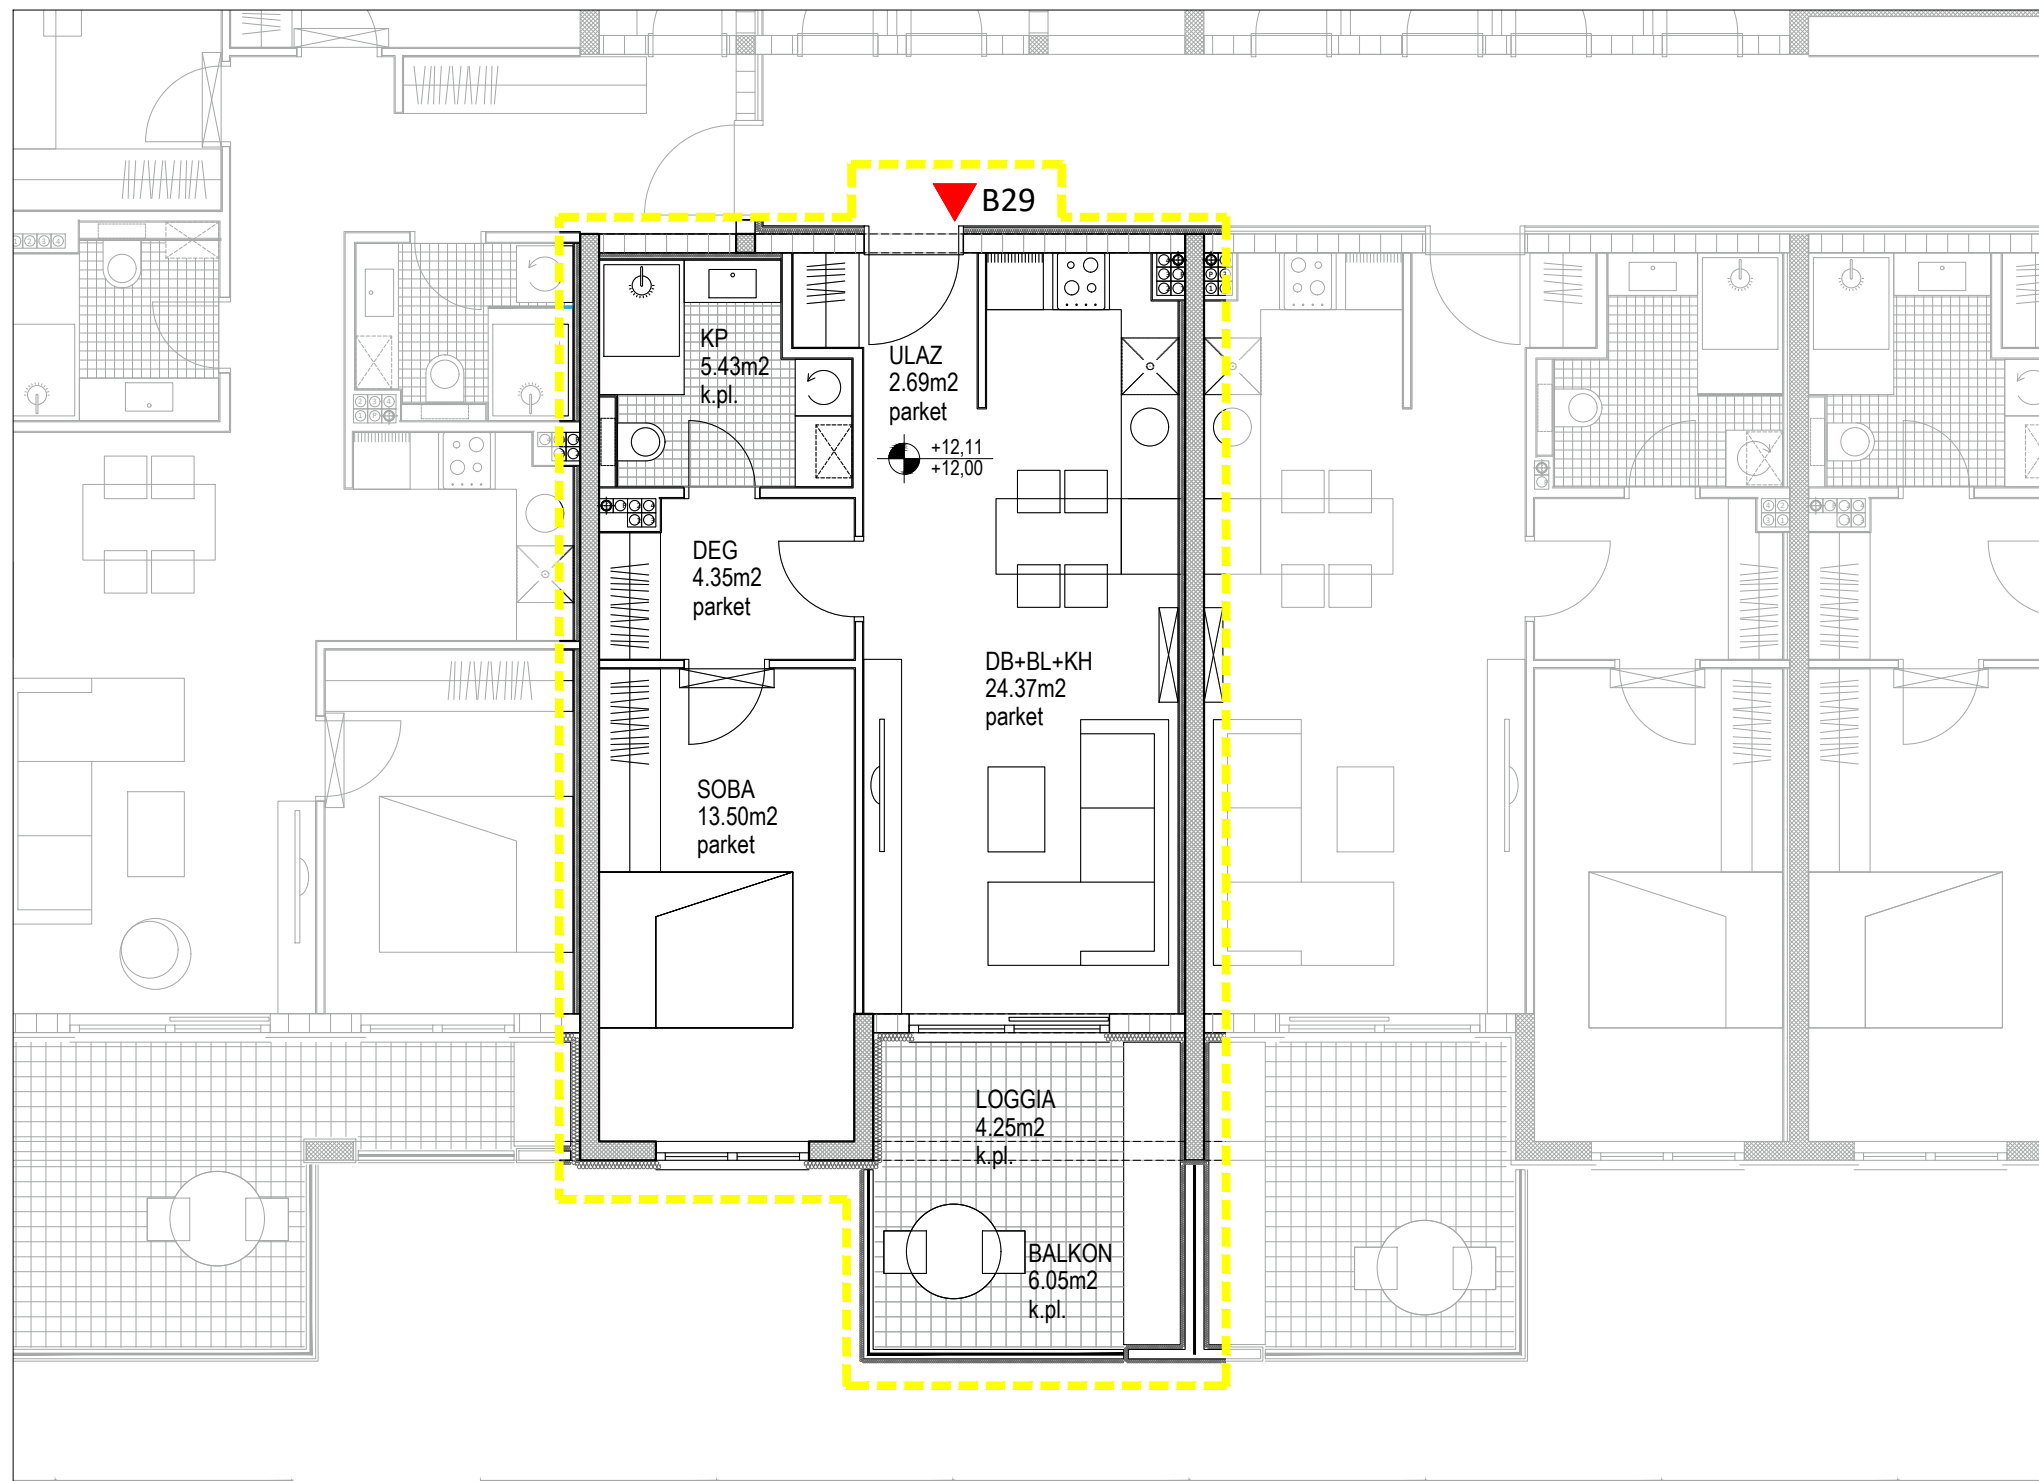 B29
KP
5.43m2
k.pl.
ULAZ
2.69m2
parket
+12,11
+12,00
DEG
4.35m2
parket
DB+BL+KH
24.37m2
parket
SOBA
13.50m2
parket
LOGGIA
4.25m2
k.pl.
BALKON
6.05m2
k.pl.